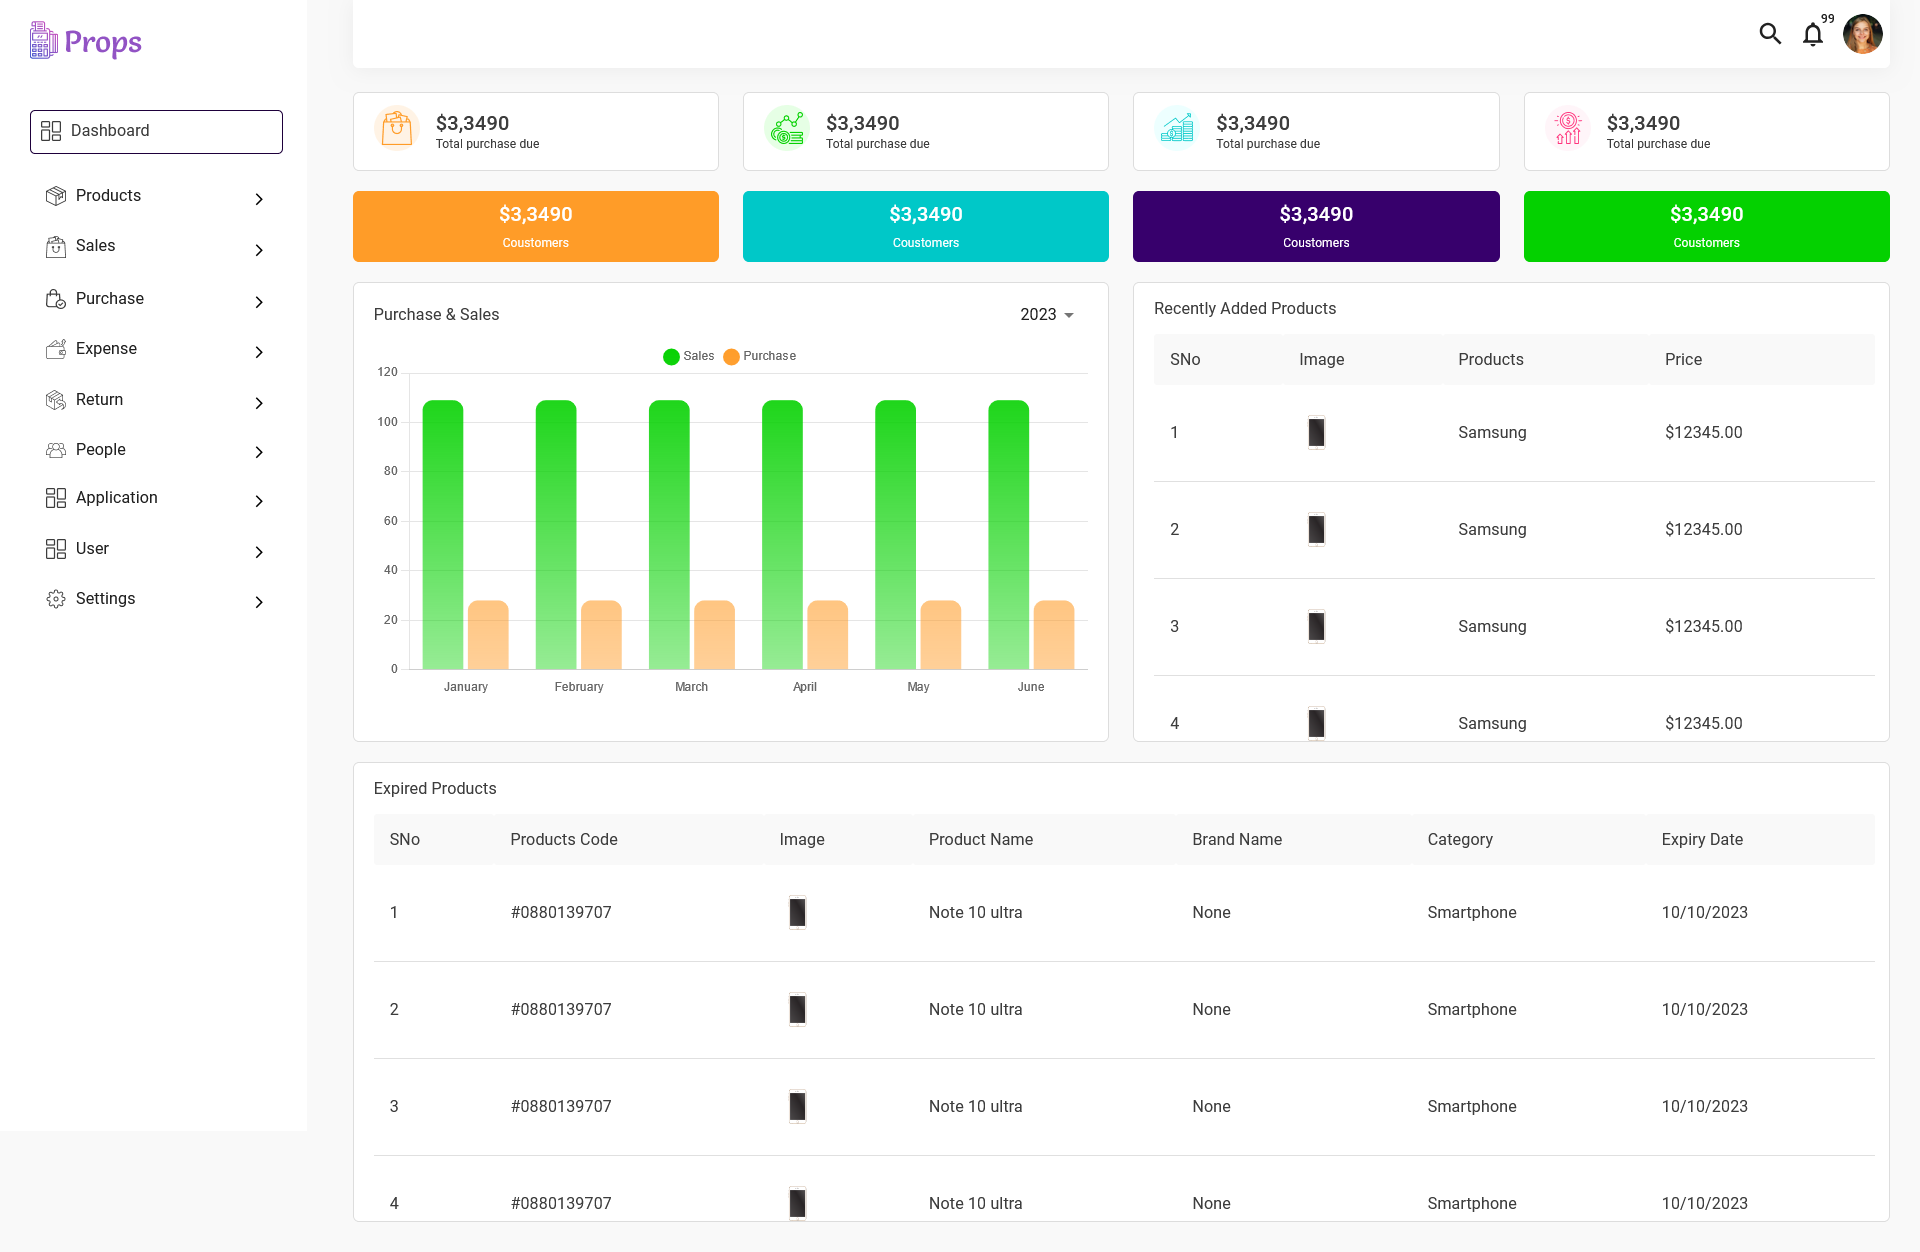 Props
99
Dashboard
Products
Sales
Purchase
Expense
Return
People
Application
User
Settings
$3,3490
Total purchase due
$3,3490
Total purchase due
$3,3490
Total purchase due
$3,3490
Total purchase due
$3,3490
Coustomers
$3,3490
Coustomers
$3,3490
Coustomers
$3,3490
Coustomers
Purchase & Sales
2023
Sales Purchase
120
100
80
60
40
20
0
January February March April May June
Recently Added Products
SNo Image Products Price
1 Samsung $12345.00
2 Samsung $12345.00
3 Samsung $12345.00
4 Samsung $12345.00
Expired Products
SNo Products Code Image Product Name Brand Name Category Expiry Date
1 #0880139707 Note 10 ultra None Smartphone 10/10/2023
2 #0880139707 Note 10 ultra None Smartphone 10/10/2023
3 #0880139707 Note 10 ultra None Smartphone 10/10/2023
4 #0880139707 Note 10 ultra None Smartphone 10/10/2023